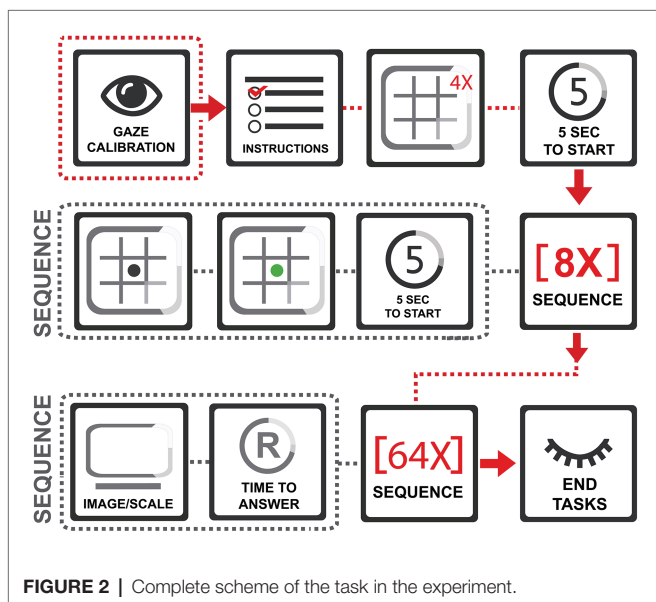 GAZE
CALIBRATION
INSTRUCTIONS
4X
5
5 SEC
TO START
SEQUENCE
5
5 SEC
TO START
[8X]
SEQUENCE
SEQUENCE
IMAGE/SCALE
R
TIME TO
ANSWER
[64X]
SEQUENCE
END
TASKS
FIGURE 2 | Complete scheme of the task in the experiment.